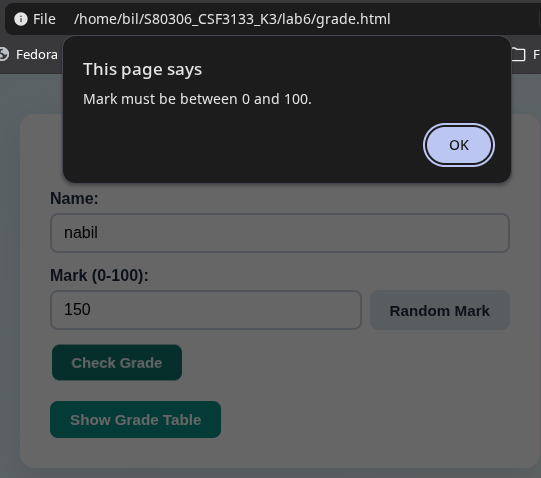 File /home/bil/S80306_CSF3133_K3/lab6/grade.html
Fedora
F
This page says
Mark must be between 0 and 100.
OK
Name:
nabil
Mark (0-100):
150
Random Mark
Check Grade
Show Grade Table